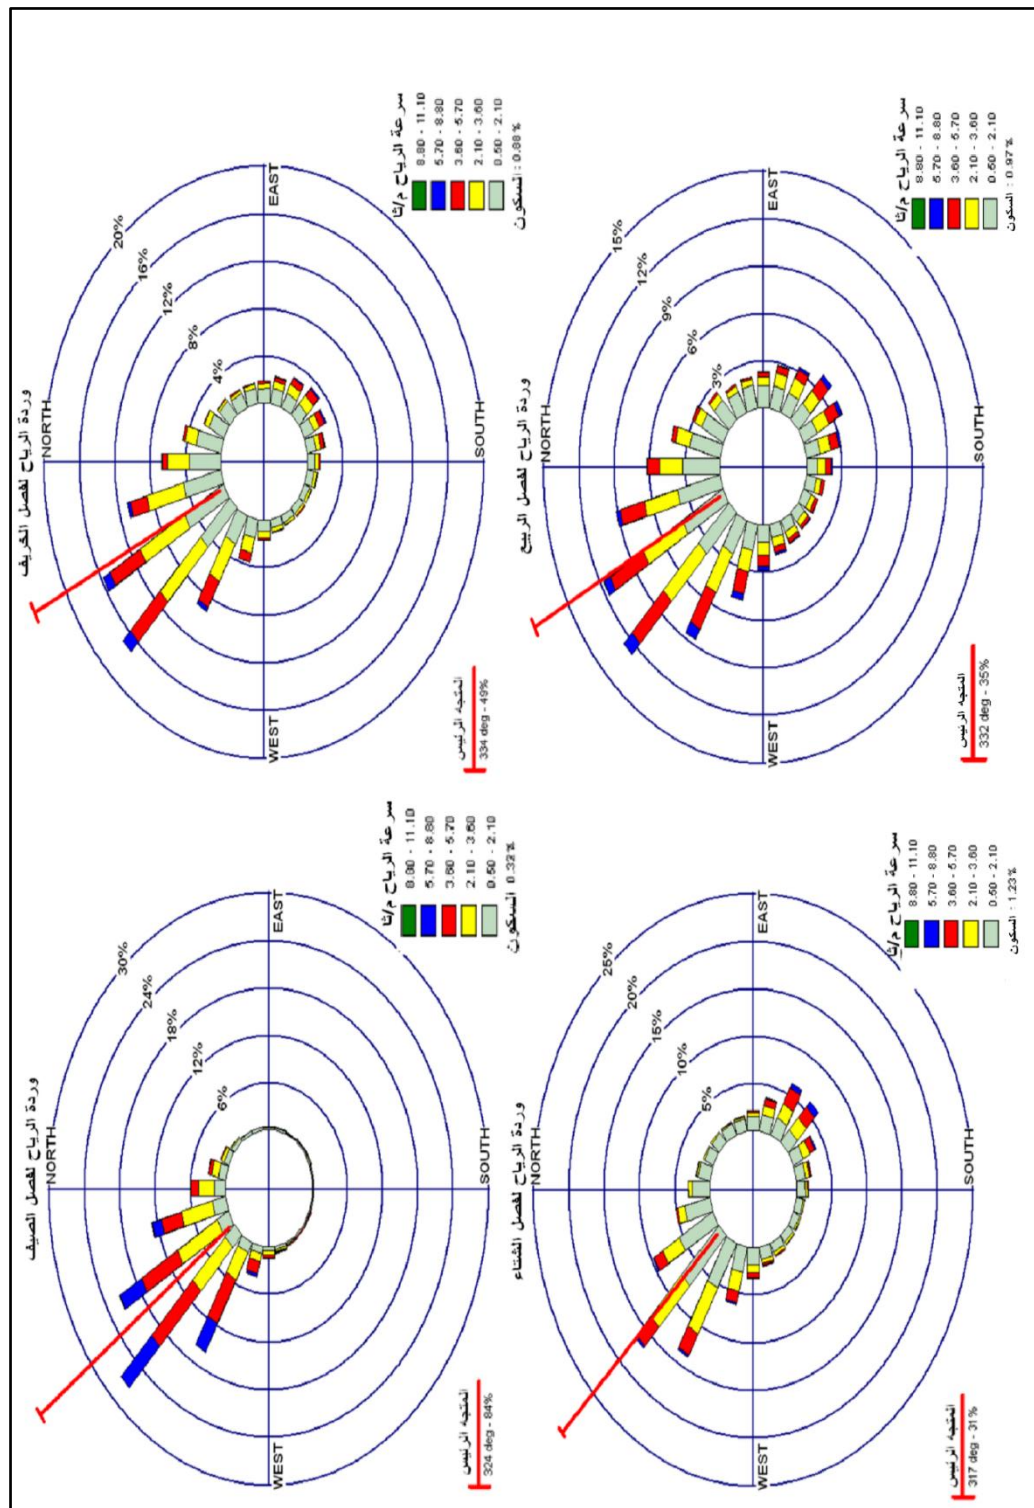 وردة الرياح لفصل الصيف
NORTH
30%
24%
18%
12%
6%
WEST
EAST
SOUTH
سرعة الرياح م/ثا
8.80 - 11.10
5.70 - 8.80
3.60 - 5.70
2.10 - 3.60
0.50 - 2.10
السكون 0.32%
المتجه الرئيس
324 deg - 84%
وردة الرياح لفصل الخريف
NORTH
20%
16%
12%
8%
4%
WEST
EAST
SOUTH
سرعة الرياح م/ثا
8.80 - 11.10
5.70 - 8.80
3.60 - 5.70
2.10 - 3.60
0.50 - 2.10
السكون : 0.88%
المتجه الرئيس
334 deg - 49%
وردة الرياح لفصل الشتاء
NORTH
25%
20%
15%
10%
5%
WEST
EAST
SOUTH
سرعة الرياح م/ثا
8.80 - 11.10
5.70 - 8.80
3.60 - 5.70
2.10 - 3.60
0.50 - 2.10
السكون : 1.23%
المتجه الرئيس
317 deg - 31%
وردة الرياح لفصل الربيع
NORTH
15%
12%
9%
6%
3%
WEST
EAST
SOUTH
سرعة الرياح م/ثا
8.80 - 11.10
5.70 - 8.80
3.60 - 5.70
2.10 - 3.60
0.50 - 2.10
السكون : 0.97%
المتجه الرئيس
332 deg - 35%